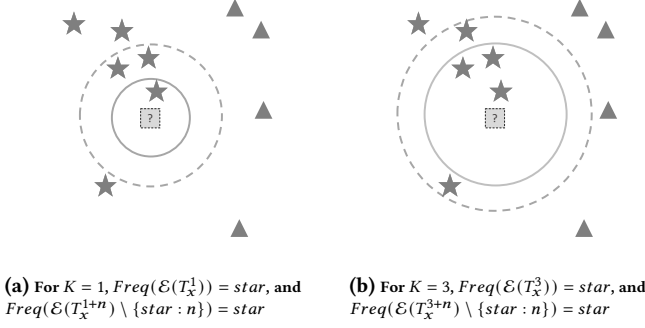 ?
?
(a) For K = 1, Freq(ℰ(T_x^1)) = star, and
Freq(ℰ(T_x^{1+n}) \ {star : n}) = star
(b) For K = 3, Freq(ℰ(T_x^3)) = star, and
Freq(ℰ(T_x^{3+n}) \ {star : n}) = star